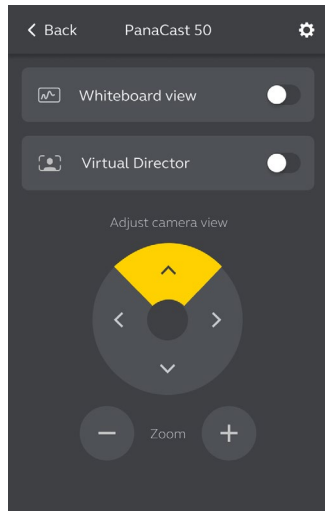 Back PanaCast 50
Whiteboard view
Virtual Director
Adjust camera view
Zoom